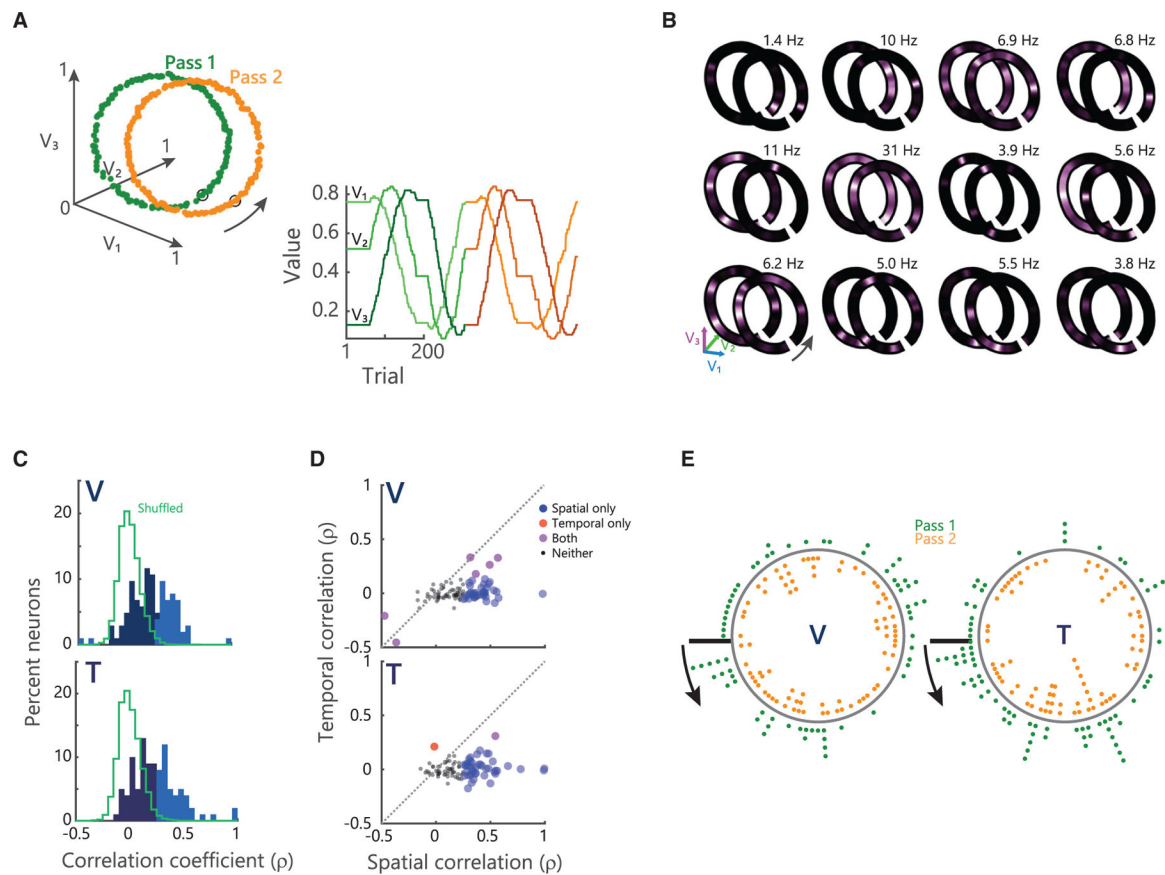 A
Pass 1
Pass 2
1
V₃
V₂
1
0
V₁
1
0.8
0.6
0.4
0.2
Value
V₁
V₂
V₃
1
200
Trial
B
1.4 Hz
10 Hz
6.9 Hz
6.8 Hz
11 Hz
31 Hz
3.9 Hz
5.6 Hz
6.2 Hz
5.0 Hz
5.5 Hz
3.8 Hz
V₃
V₂
V₁
C
V
Shuffled
20
10
0
Percent neurons
T
20
10
0
-0.5
0
0.5
1
Correlation coefficient (ρ)
D
V
1
0.5
0
-0.5
Spatial only
Temporal only
Both
Neither
Temporal correlation (ρ)
T
1
0.5
0
-0.5
-0.5
0
0.5
1
Spatial correlation (ρ)
E
Pass 1
Pass 2
V
T